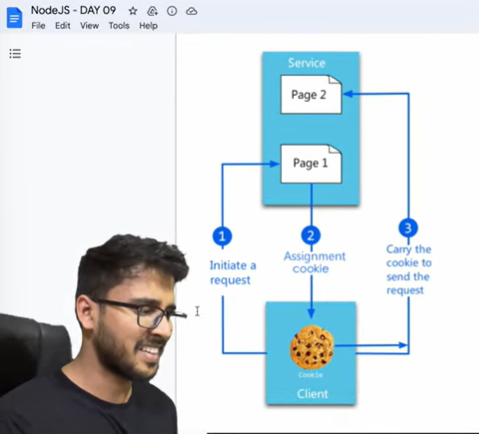 NodeJS - DAY 09
File Edit View Tools Help
Service
Page 2
Page 1
1
2
3
Initiate a
request
Assignment
cookie
Carry the
cookie to
send the
request
Cookie
Client